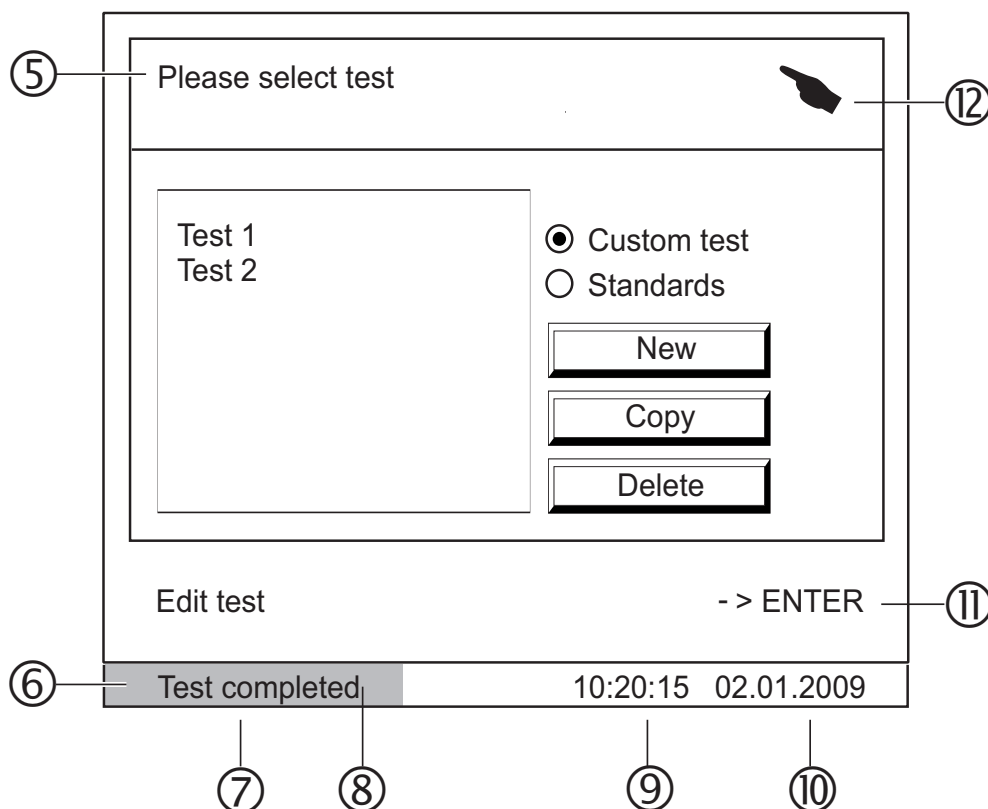 ⑤ Please select test ⑫
Test 1
Test 2
Custom test
Standards
New
Copy
Delete
Edit test - > ENTER ⑪
⑥ Test completed 10:20:15 02.01.2009
⑦ ⑧ ⑨ ⑩